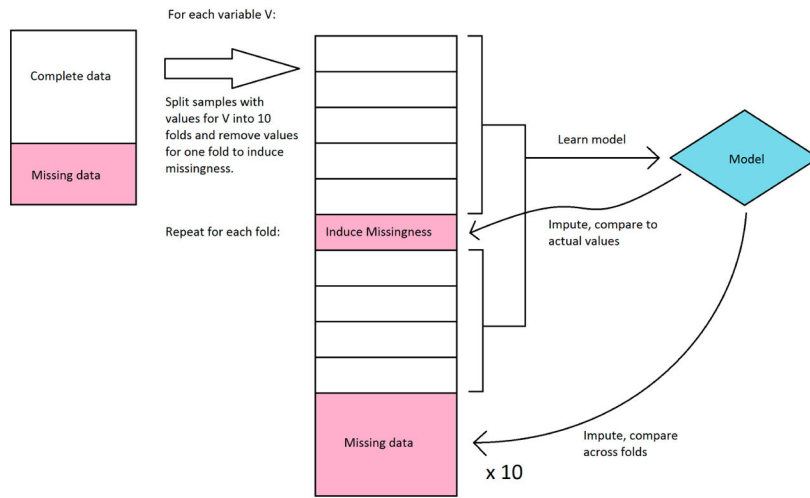 For each variable V:
Complete data
Split samples with
values for V into 10
folds and remove values
for one fold to induce
missingness.
Missing data
Learn model
Model
Repeat for each fold:
Induce Missingness
Impute, compare to
actual values
Missing data
Impute, compare
across folds
x 10